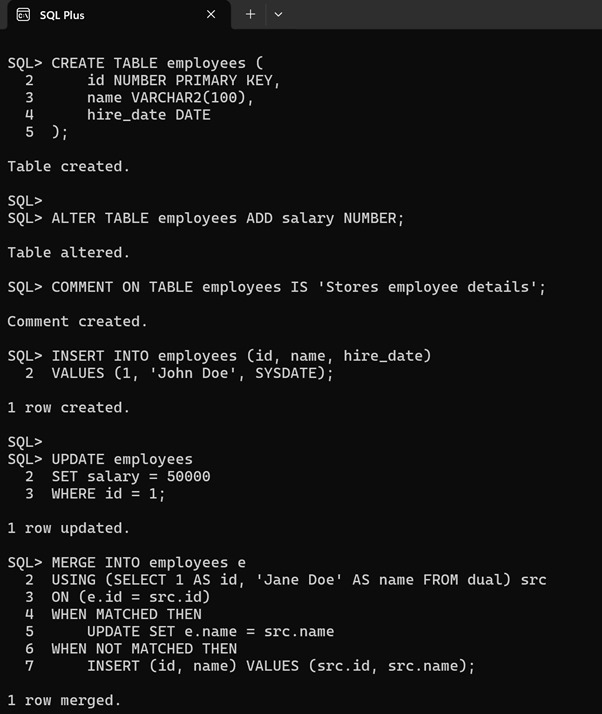 SQL Plus
SQL> CREATE TABLE employees (
  2      id NUMBER PRIMARY KEY,
  3      name VARCHAR2(100),
  4      hire_date DATE
  5  );
Table created.
SQL>
SQL> ALTER TABLE employees ADD salary NUMBER;
Table altered.
SQL> COMMENT ON TABLE employees IS 'Stores employee details';
Comment created.
SQL> INSERT INTO employees (id, name, hire_date)
  2  VALUES (1, 'John Doe', SYSDATE);
1 row created.
SQL>
SQL> UPDATE employees
  2  SET salary = 50000
  3  WHERE id = 1;
1 row updated.
SQL> MERGE INTO employees e
  2  USING (SELECT 1 AS id, 'Jane Doe' AS name FROM dual) src
  3  ON (e.id = src.id)
  4  WHEN MATCHED THEN
  5      UPDATE SET e.name = src.name
  6  WHEN NOT MATCHED THEN
  7      INSERT (id, name) VALUES (src.id, src.name);
1 row merged.